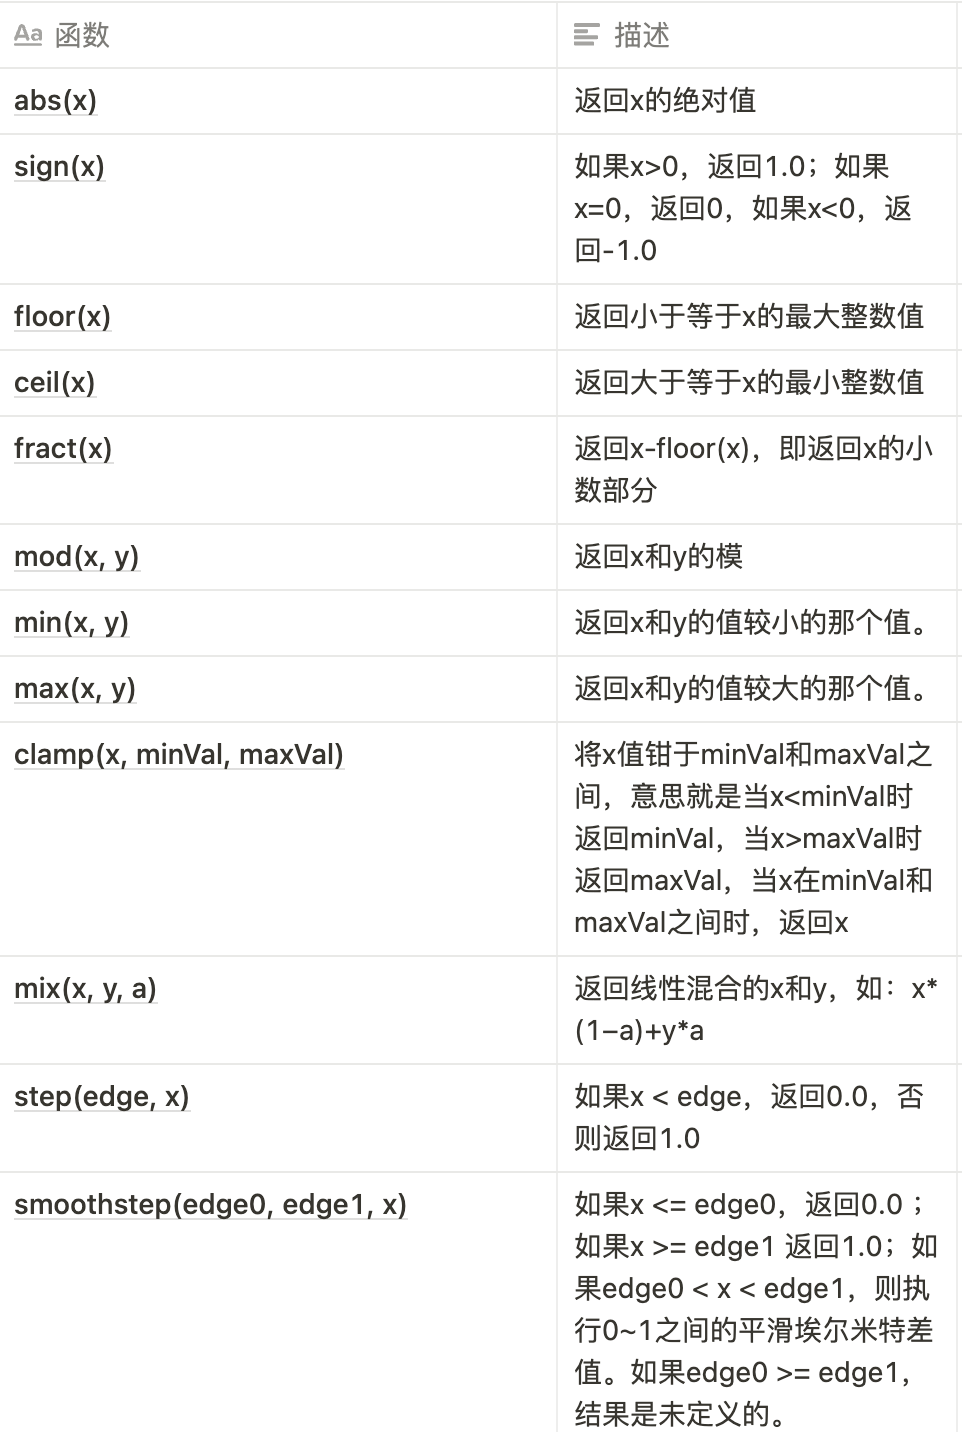 Aa 函数
描述
abs(x)
返回x的绝对值
sign(x)
如果x>0，返回1.0；如果
x=0，返回0，如果x<0，返
回-1.0
floor(x)
返回小于等于x的最大整数值
ceil(x)
返回大于等于x的最小整数值
fract(x)
返回x-floor(x)，即返回x的小
数部分
mod(x, y)
返回x和y的模
min(x, y)
返回x和y的值较小的那个值。
max(x, y)
返回x和y的值较大的那个值。
clamp(x, minVal, maxVal)
将x值钳于minVal和maxVal之
间，意思就是当x<minVal时
返回minVal，当x>maxVal时
返回maxVal，当x在minVal和
maxVal之间时，返回x
mix(x, y, a)
返回线性混合的x和y，如：x*
(1−a)+y*a
step(edge, x)
如果x < edge，返回0.0，否
则返回1.0
smoothstep(edge0, edge1, x)
如果x <= edge0，返回0.0 ；
如果x >= edge1 返回1.0；如
果edge0 < x < edge1，则执
行0~1之间的平滑埃尔米特差
值。如果edge0 >= edge1，
结果是未定义的。